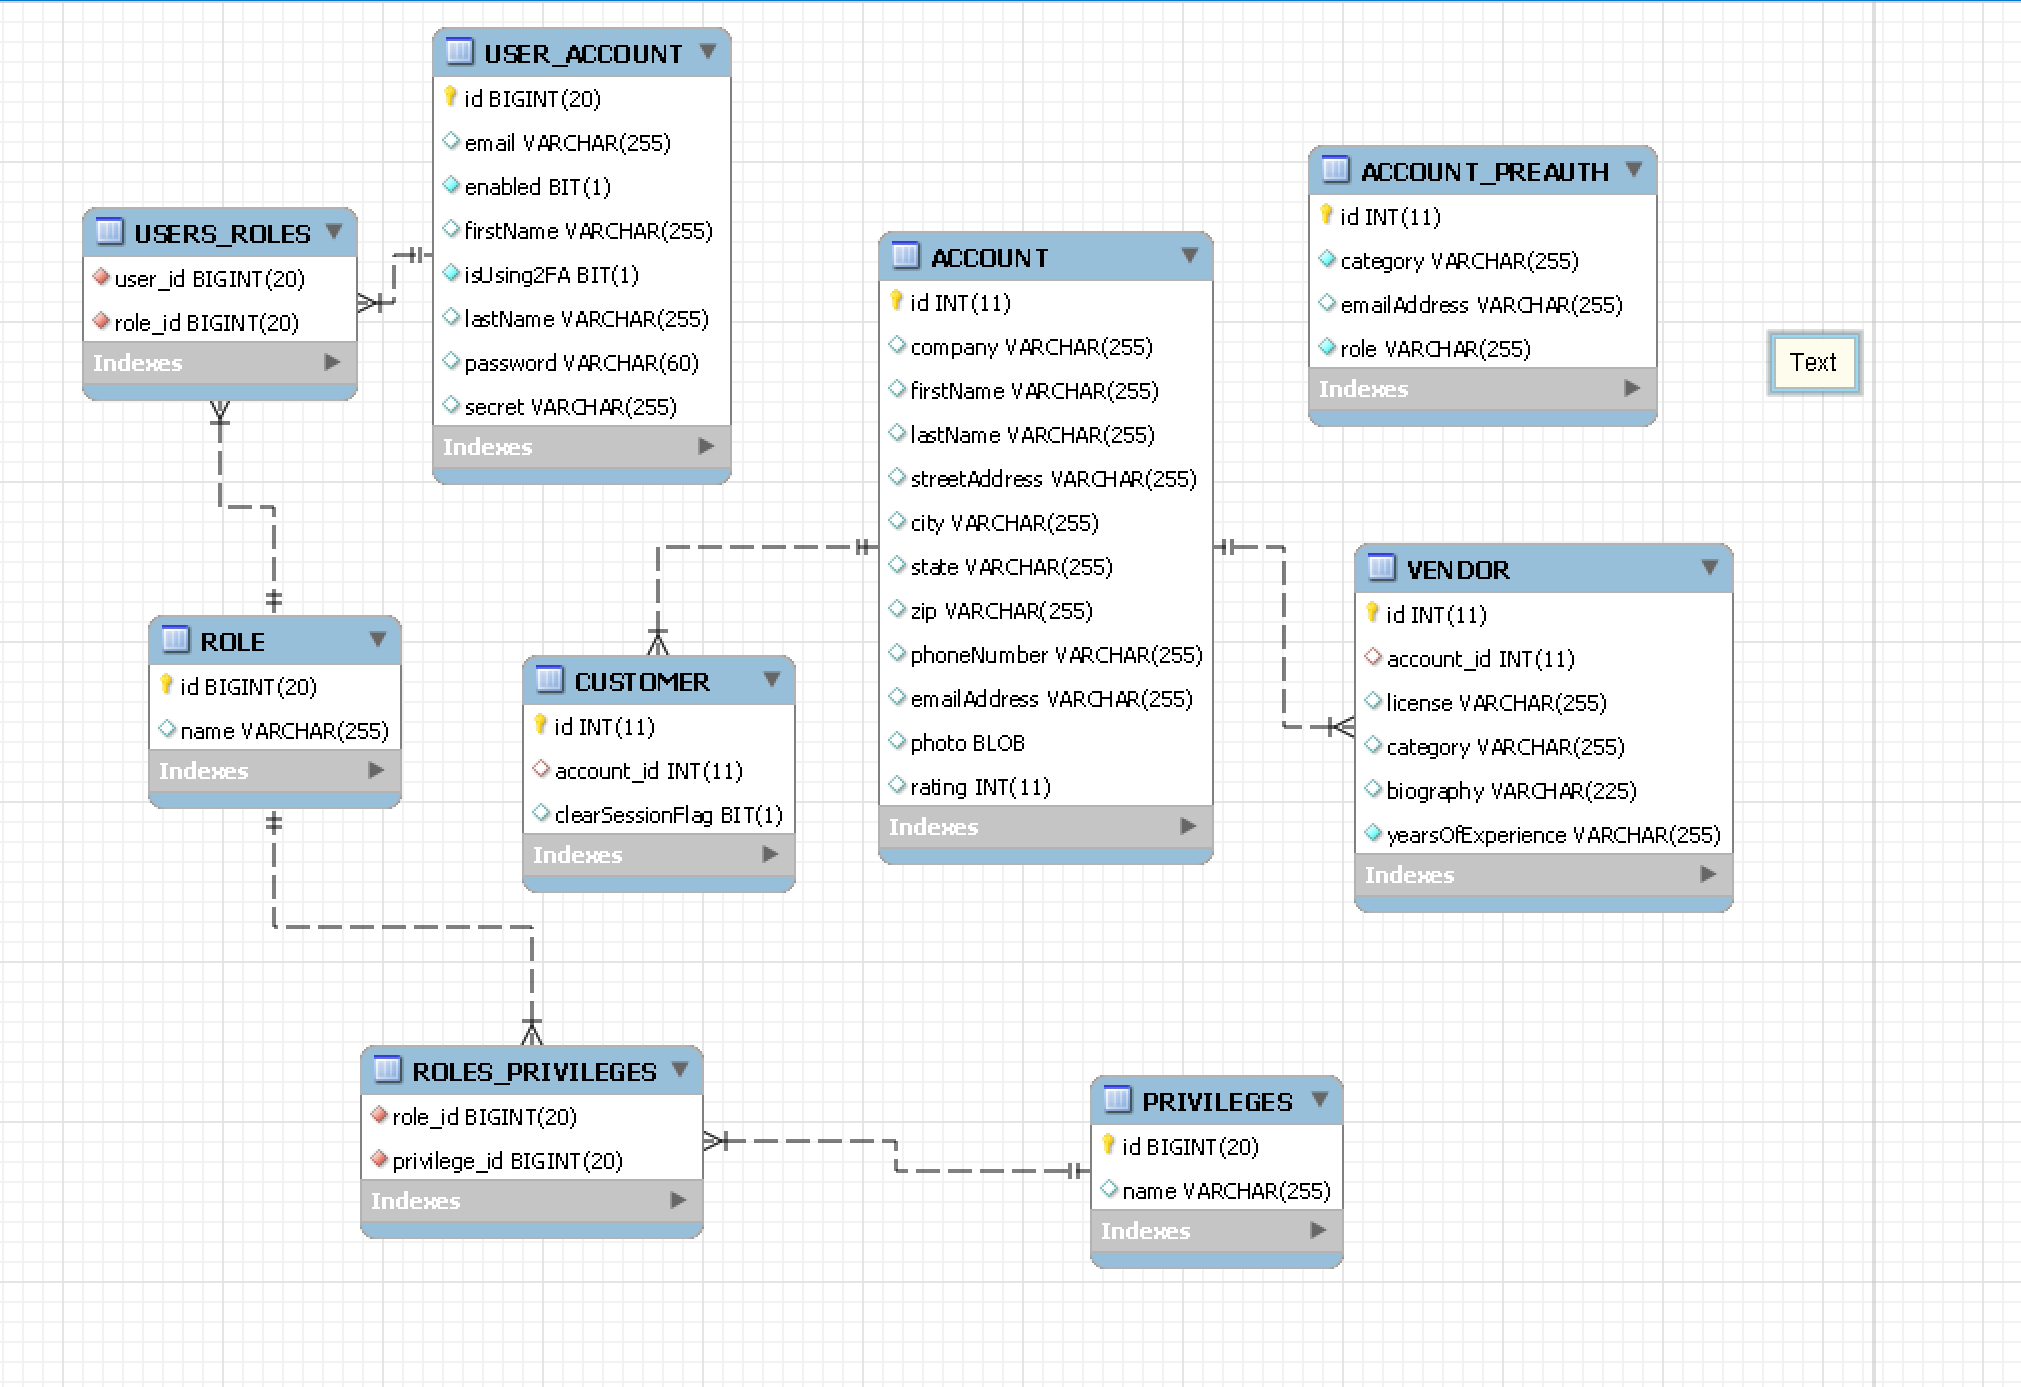 USER_ACCOUNT
id BIGINT(20)
email VARCHAR(255)
enabled BIT(1)
firstName VARCHAR(255)
isUsing2FA BIT(1)
lastName VARCHAR(255)
password VARCHAR(60)
secret VARCHAR(255)
Indexes
USERS_ROLES
user_id BIGINT(20)
role_id BIGINT(20)
Indexes
ACCOUNT_PREAUTH
id INT(11)
category VARCHAR(255)
emailAddress VARCHAR(255)
role VARCHAR(255)
Indexes
Text
ACCOUNT
id INT(11)
company VARCHAR(255)
firstName VARCHAR(255)
lastName VARCHAR(255)
streetAddress VARCHAR(255)
city VARCHAR(255)
state VARCHAR(255)
zip VARCHAR(255)
phoneNumber VARCHAR(255)
emailAddress VARCHAR(255)
photo BLOB
rating INT(11)
Indexes
VENDOR
id INT(11)
account_id INT(11)
license VARCHAR(255)
category VARCHAR(255)
biography VARCHAR(225)
yearsOfExperience VARCHAR(255)
Indexes
ROLE
id BIGINT(20)
name VARCHAR(255)
Indexes
CUSTOMER
id INT(11)
account_id INT(11)
clearSessionFlag BIT(1)
Indexes
ROLES_PRIVILEGES
role_id BIGINT(20)
privilege_id BIGINT(20)
Indexes
PRIVILEGES
id BIGINT(20)
name VARCHAR(255)
Indexes